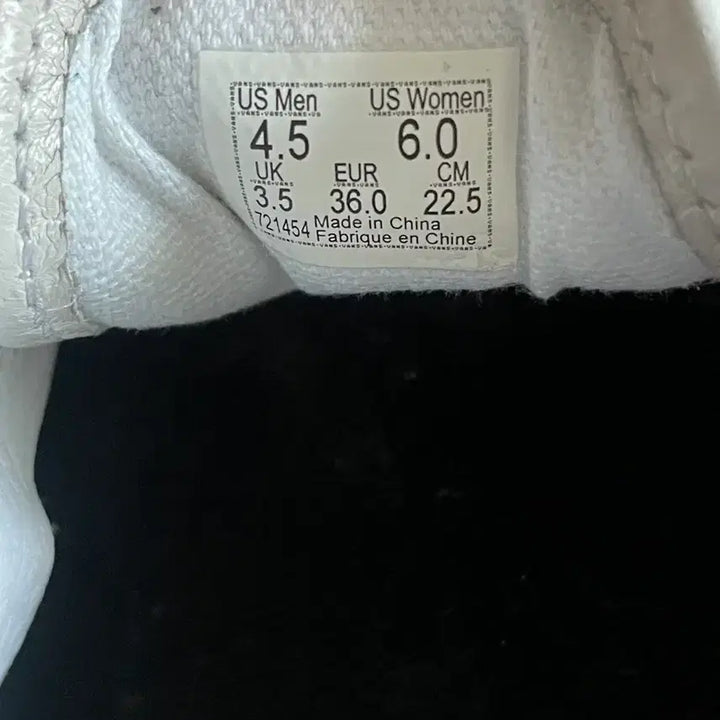 US Men US Women
4.5 6.0
UK EUR CM
3.5 36.0 22.5
721454 Made in China
Fabrique en Chine